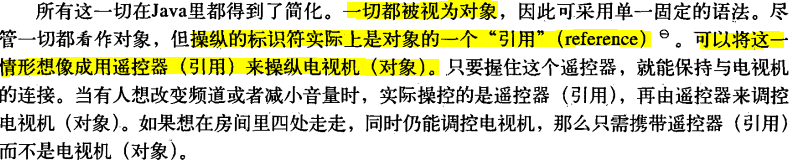 所有这一切在Java里都得到了简化。一切都被视为对象，因此可采用单一固定的语法。尽
管一切都看作对象，但操纵的标识符实际上是对象的一个“引用”(reference)⊖。可以将这一
情形想像成用遥控器（引用）来操纵电视机（对象）。只要握住这个遥控器，就能保持与电视机
的连接。当有人想改变频道或者减小音量时，实际操控的是遥控器（引用），再由遥控器来调控
电视机（对象）。如果想在房间里四处走走，同时仍能调控电视机，那么只需携带遥控器（引用）
而不是电视机（对象）。